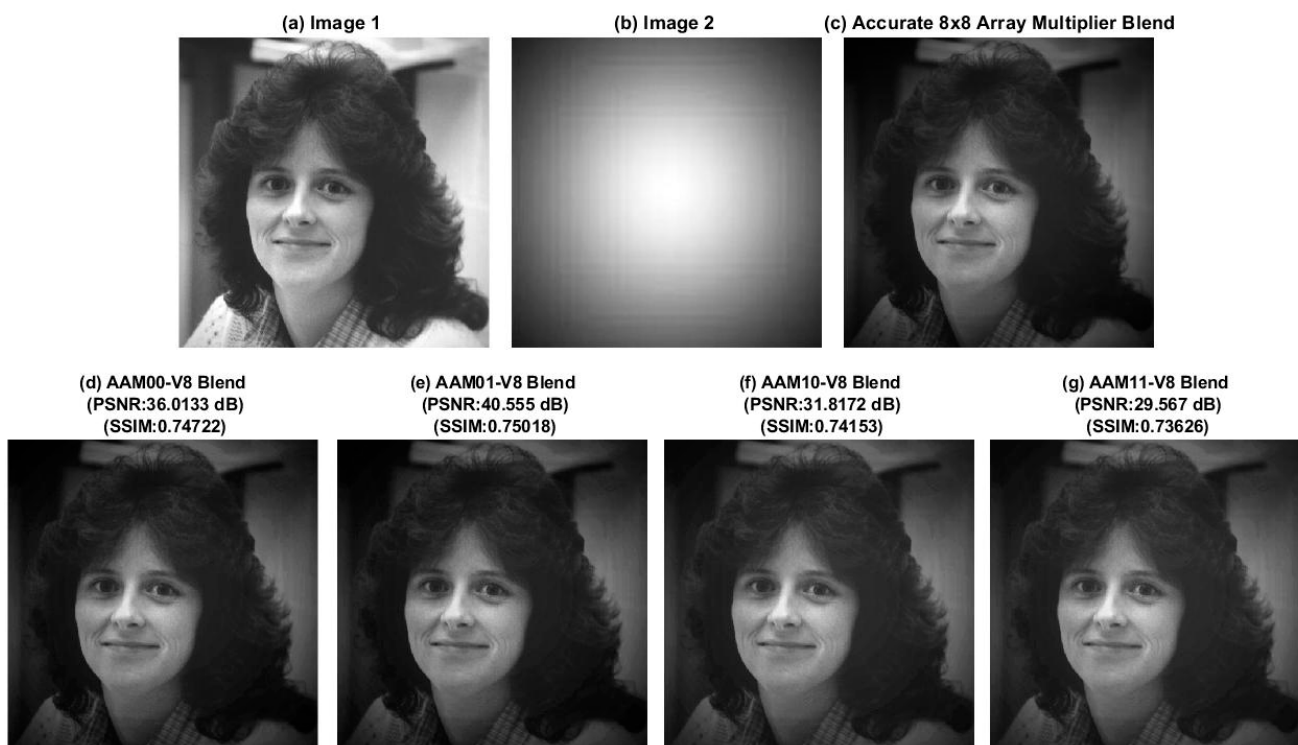 (a) Image 1
(b) Image 2
(c) Accurate 8x8 Array Multiplier Blend
(d) AAM00-V8 Blend
(PSNR:36.0133 dB)
(SSIM:0.74722)
(e) AAM01-V8 Blend
(PSNR:40.555 dB)
(SSIM:0.75018)
(f) AAM10-V8 Blend
(PSNR:31.8172 dB)
(SSIM:0.74153)
(g) AAM11-V8 Blend
(PSNR:29.567 dB)
(SSIM:0.73626)